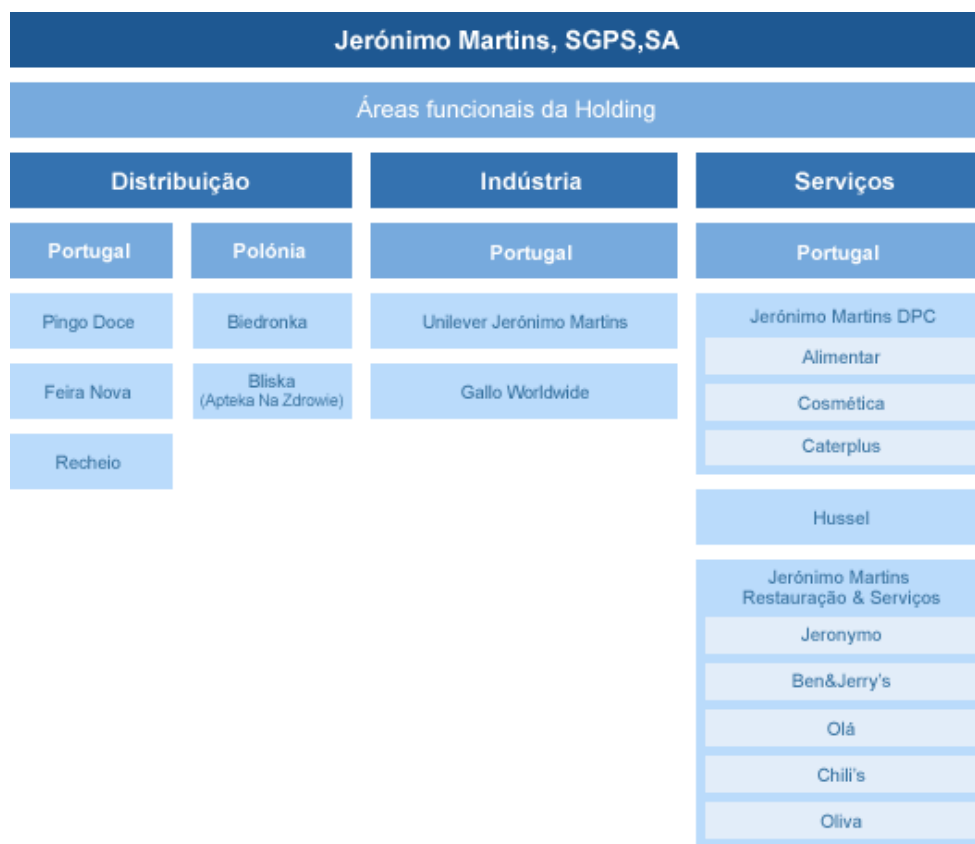 Jerónimo Martins, SGPS,SA
Áreas funcionais da Holding
Distribuição
Indústria
Serviços
Portugal
Polónia
Portugal
Portugal
Pingo Doce
Biedronka
Unilever Jerónimo Martins
Jerónimo Martins DPC
Alimentar
Cosmética
Caterplus
Feira Nova
Bliska
(Apteka Na Zdrowie)
Gallo Worldwide
Recheio
Hussel
Jerónimo Martins
Restauração & Serviços
Jeronymo
Ben&Jerry's
Olá
Chili's
Oliva